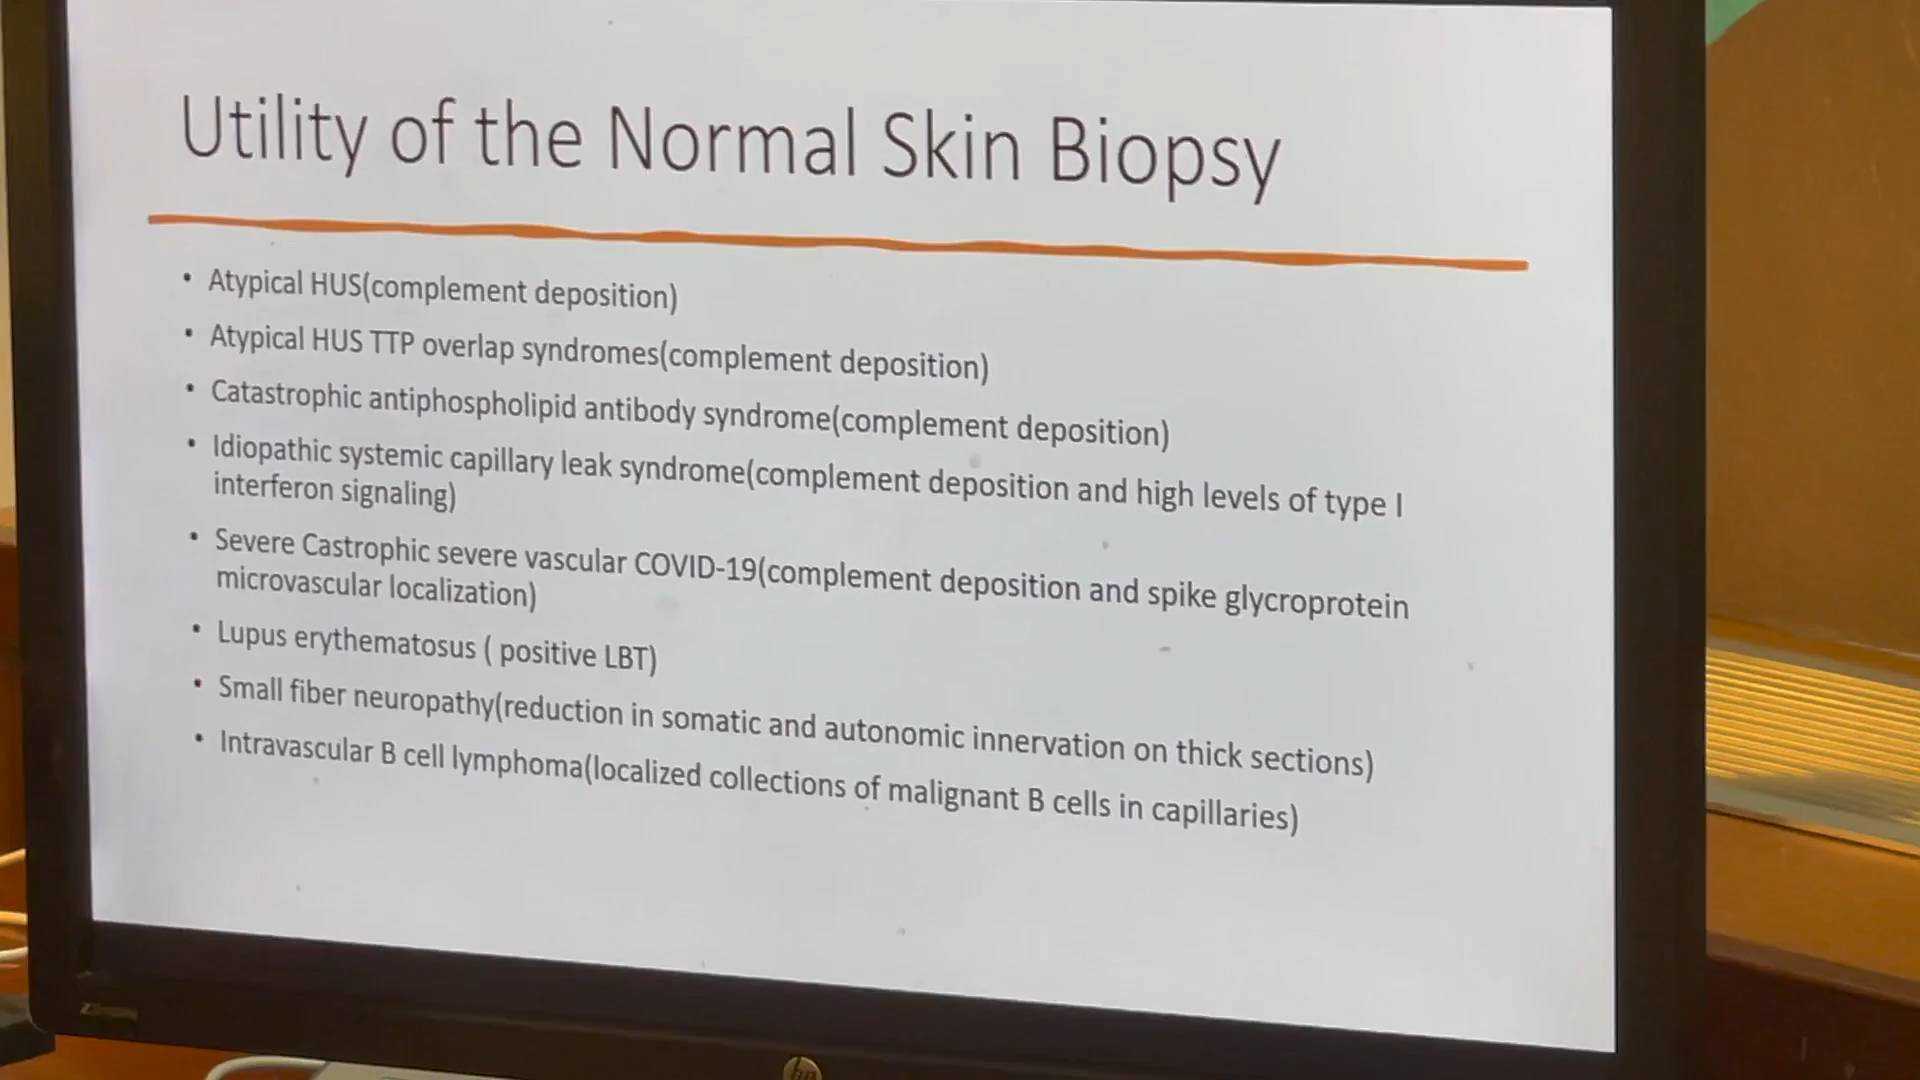 Utility of the Normal Skin Biopsy
• Atypical HUS(complement deposition)
• Atypical HUS TTP overlap syndromes(complement deposition)
• Catastrophic antiphospholipid antibody syndrome(complement deposition)
• Idiopathic systemic capillary leak syndrome(complement deposition and high levels of type I
interferon signaling)
• Severe Castrophic severe vascular COVID-19(complement deposition and spike glycroprotein
microvascular localization)
• Lupus erythematosus ( positive LBT)
• Small fiber neuropathy(reduction in somatic and autonomic innervation on thick sections)
• Intravascular B cell lymphoma(localized collections of malignant B cells in capillaries)
hp